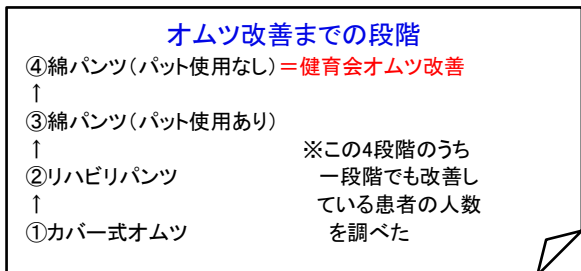 オムツ改善までの段階
④綿パンツ(パット使用なし)=健育会オムツ改善
↑
③綿パンツ(パット使用あり)
↑ ※この4段階のうち
②リハビリパンツ 一段階でも改善し
↑ ている患者の人数
①カバー式オムツ を調べた